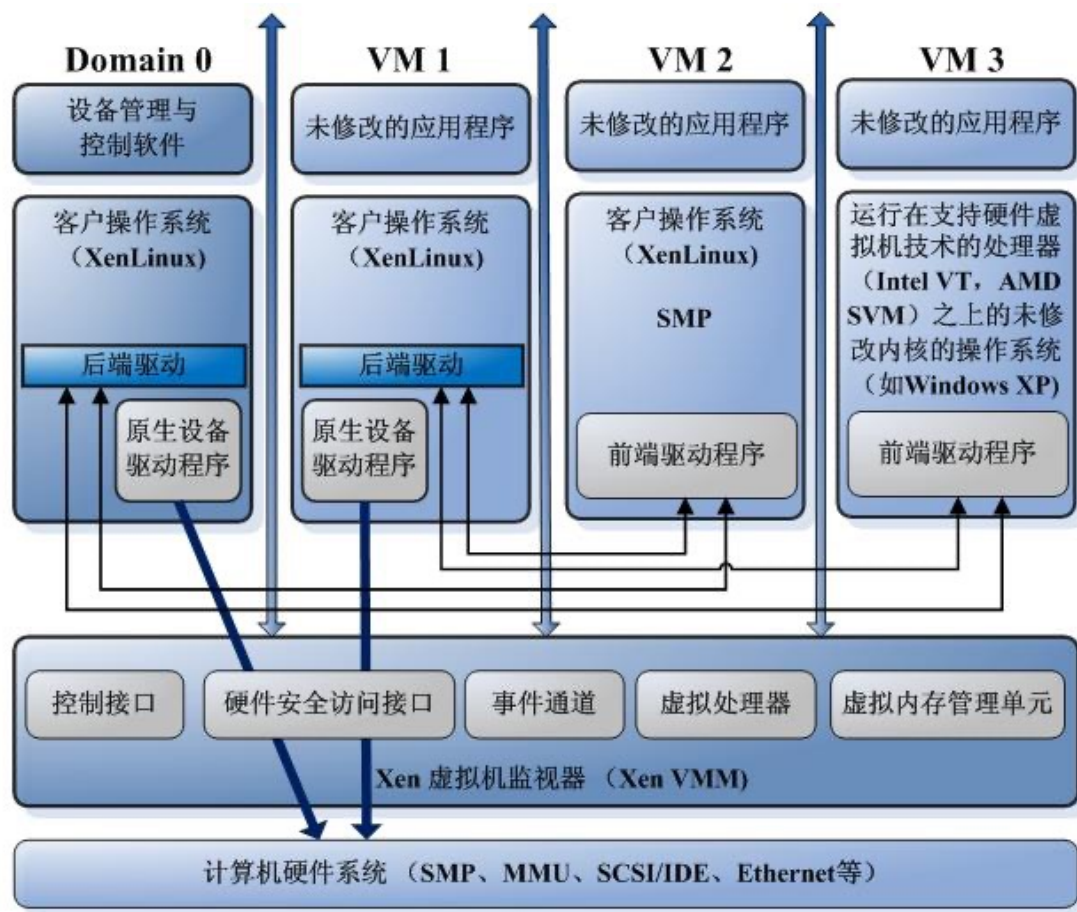 Domain 0
VM 1
VM 2
VM 3
设备管理与
控制软件
未修改的应用程序
未修改的应用程序
未修改的应用程序
客户操作系统
（XenLinux)
后端驱动
原生设备
驱动程序
客户操作系统
（XenLinux)
后端驱动
原生设备
驱动程序
客户操作系统
（XenLinux)
SMP
前端驱动程序
运行在支持硬件虚
拟机技术的处理器
（Intel VT，AMD
SVM）之上的未修
改内核的操作系统
（如Windows XP)
前端驱动程序
控制接口
硬件安全访问接口
事件通道
虚拟处理器
虚拟内存管理单元
Xen 虚拟机监视器 （Xen VMM)
计算机硬件系统 （SMP、MMU、SCSI/IDE、Ethernet等）